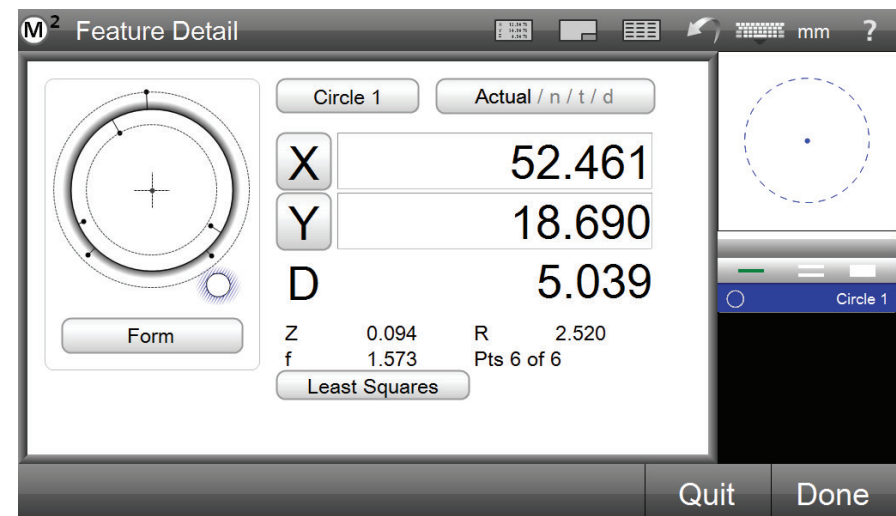 M² Feature Detail mm ?
Circle 1 Actual / n / t / d
X 52.461
Y 18.690
D 5.039
Form
Z 0.094 R 2.520
f 1.573 Pts 6 of 6
Least Squares
Circle 1
Quit Done